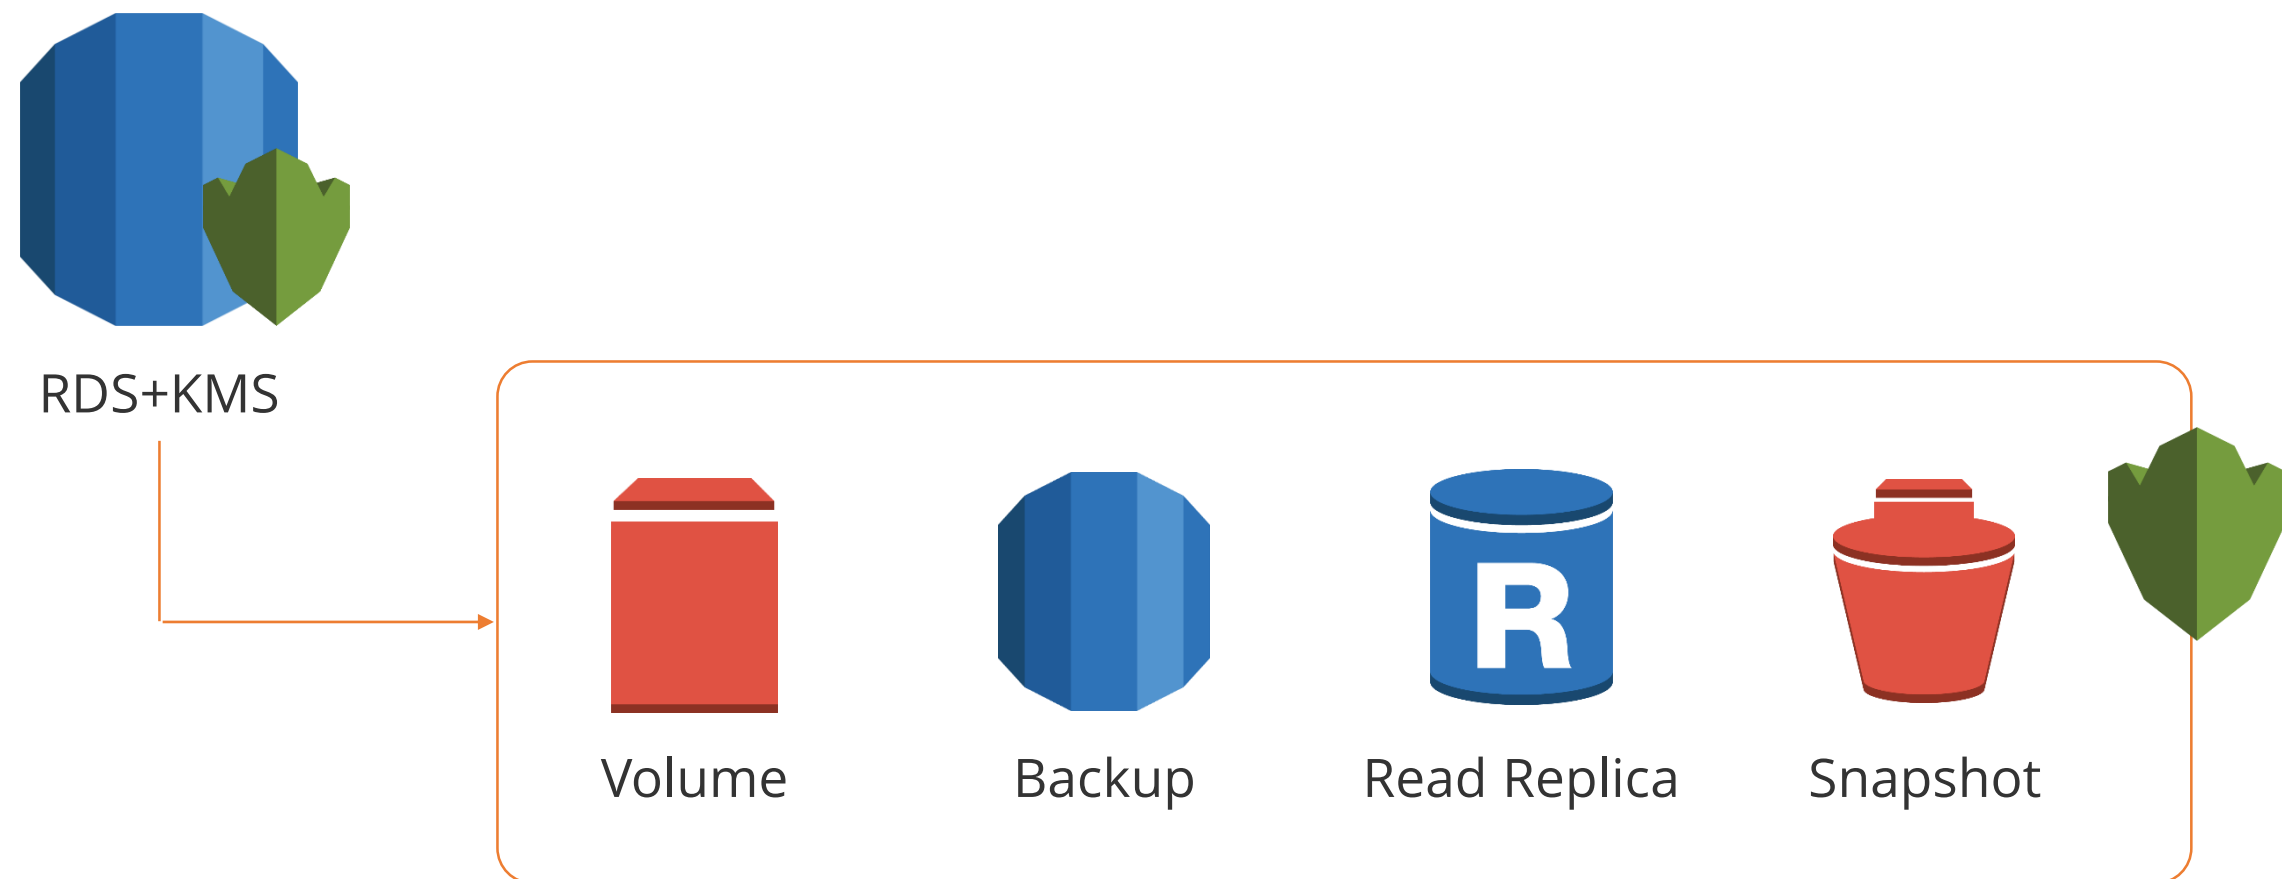 RDS+KMS
R
Volume
Backup
Read Replica
Snapshot